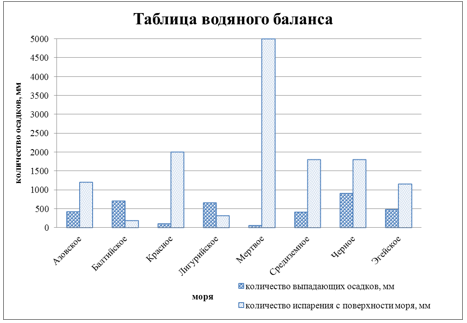 Таблица водяного баланса
количество осадков, мм
5000
4500
4000
3500
3000
2500
2000
1500
1000
500
0
Азовское
Балтийское
Красное
Лигурийское
Мертвое
Средиземное
Черное
Эгейское
моря
количество выпадающих осадков, мм
количество испарения с поверхности моря, мм